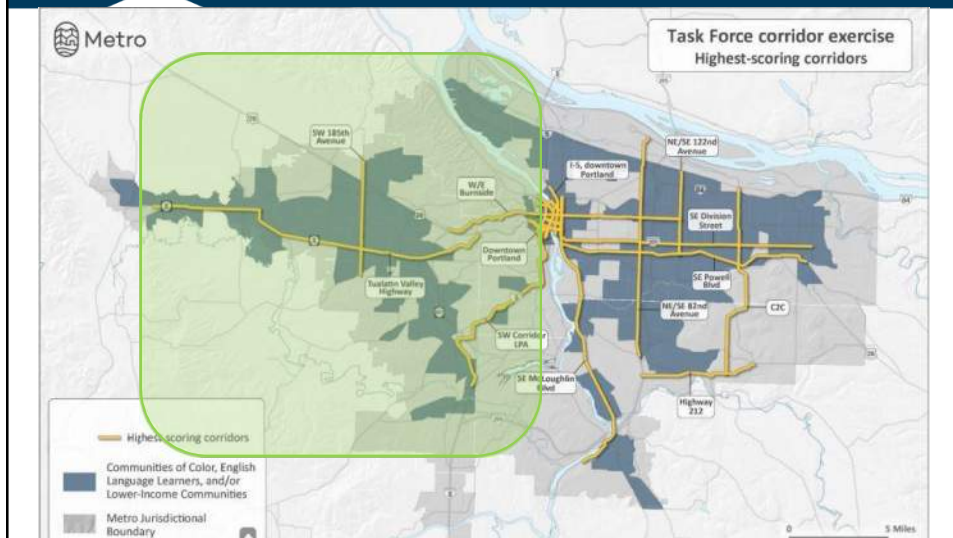 Metro
Task Force corridor exercise
Highest-scoring corridors
SW 185th
Avenue
NE/SE 122nd
Avenue
I-5, downtown
Portland
W/E
Burnside
SE Division
Street
Downtown
Portland
SE Powell
Blvd
Tualatin Valley
Highway
NE/SE 82nd
Avenue
C2C
SW Corridor
LPA
SE McLoughlin
Blvd
Highway
212
Highest-scoring corridors
Communities of Color, English
Language Learners, and/or
Lower-Income Communities
Metro Jurisdictional
Boundary
0
5 Miles